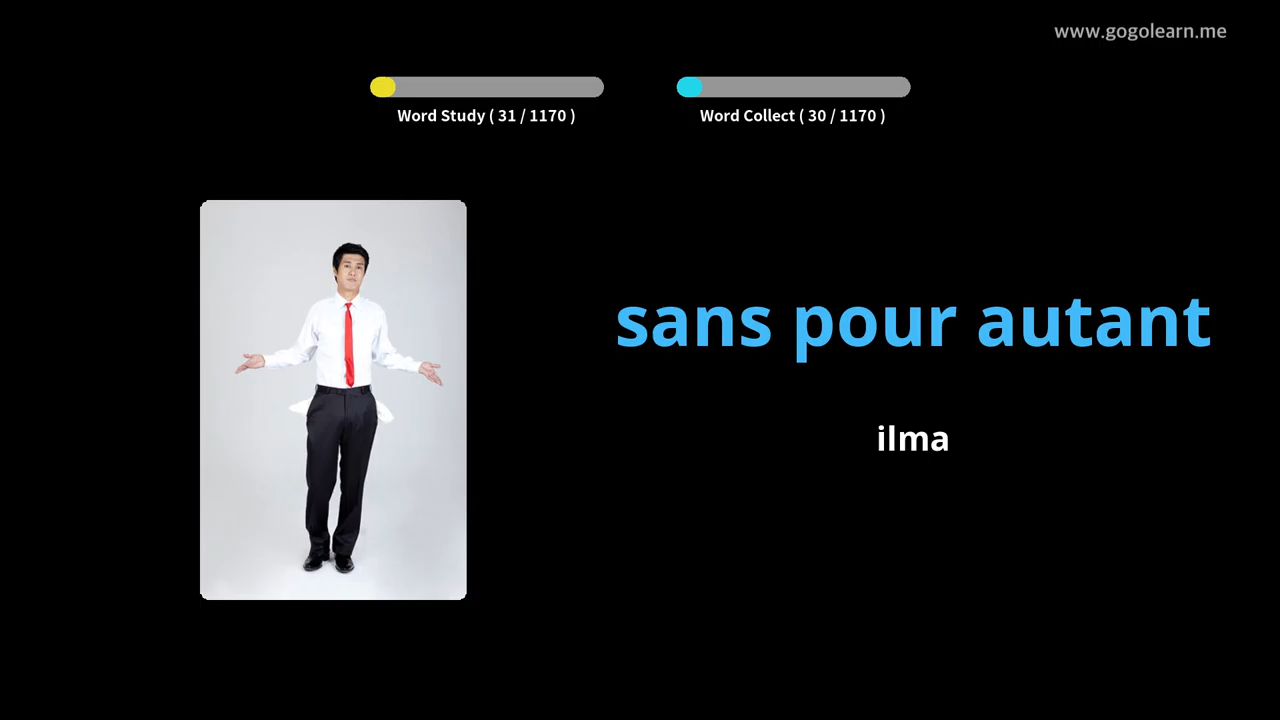 www.gogolearn.me
Word Study ( 31 / 1170 )
Word Collect ( 30 / 1170 )
sans pour autant
ilma